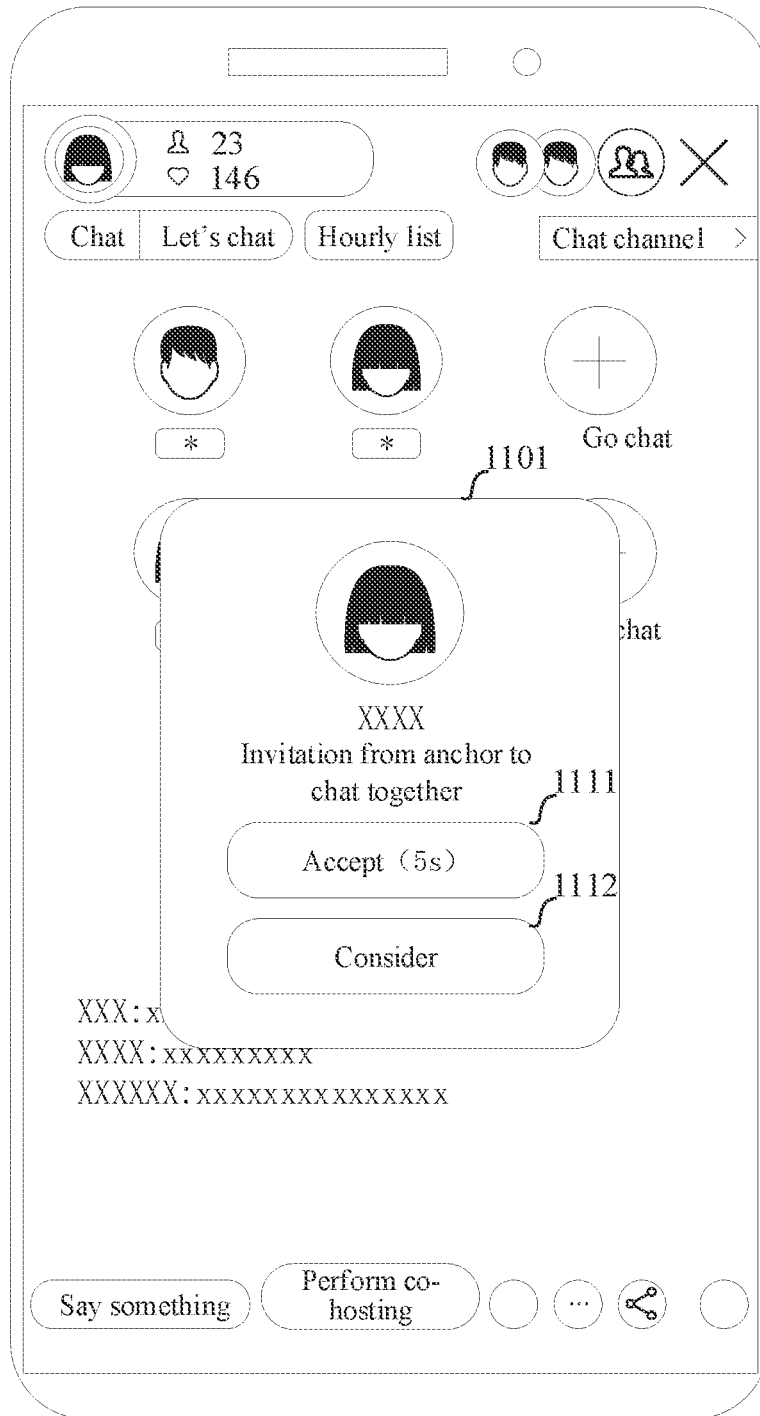 23
146
Chat
Let's chat
Hourly list
Chat channel >
*
*
Go chat
1101
chat
XXXX
Invitation from anchor to
chat together
1111
Accept（5s）
1112
Consider
XXX:x
XXXX:xxxxxxxxx
XXXXXX:xxxxxxxxxxxxxxx
Say something
Perform co-
hosting
...